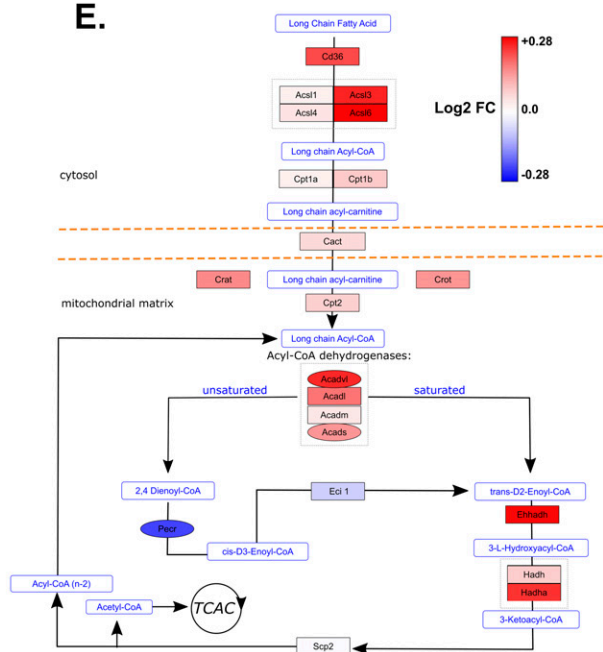 E.
Long Chain Fatty Acid
+0.28
Cd36
Log2 FC
0.0
-0.28
Acsl1
Acsl3
Acsl4
Acsl6
Long chain Acyl-CoA
cytosol
Cpt1a
Cpt1b
Long chain acyl-carnitine
Cact
Crat
Long chain acyl-carnitine
Crot
mitochondrial matrix
Cpt2
Long chain Acyl-CoA
Acyl-CoA dehydrogenases:
unsaturated
Acadvl
saturated
Acadl
Acadm
Acads
2,4 Dienoyl-CoA
Eci 1
trans-D2-Enoyl-CoA
Pecr
Ehhadh
cis-D3-Enoyl-CoA
3-L-Hydroxyacyl-CoA
Hadh
Hadha
Acyl-CoA (n-2)
Acetyl-CoA
TCAC
3-Ketoacyl-CoA
Scp2